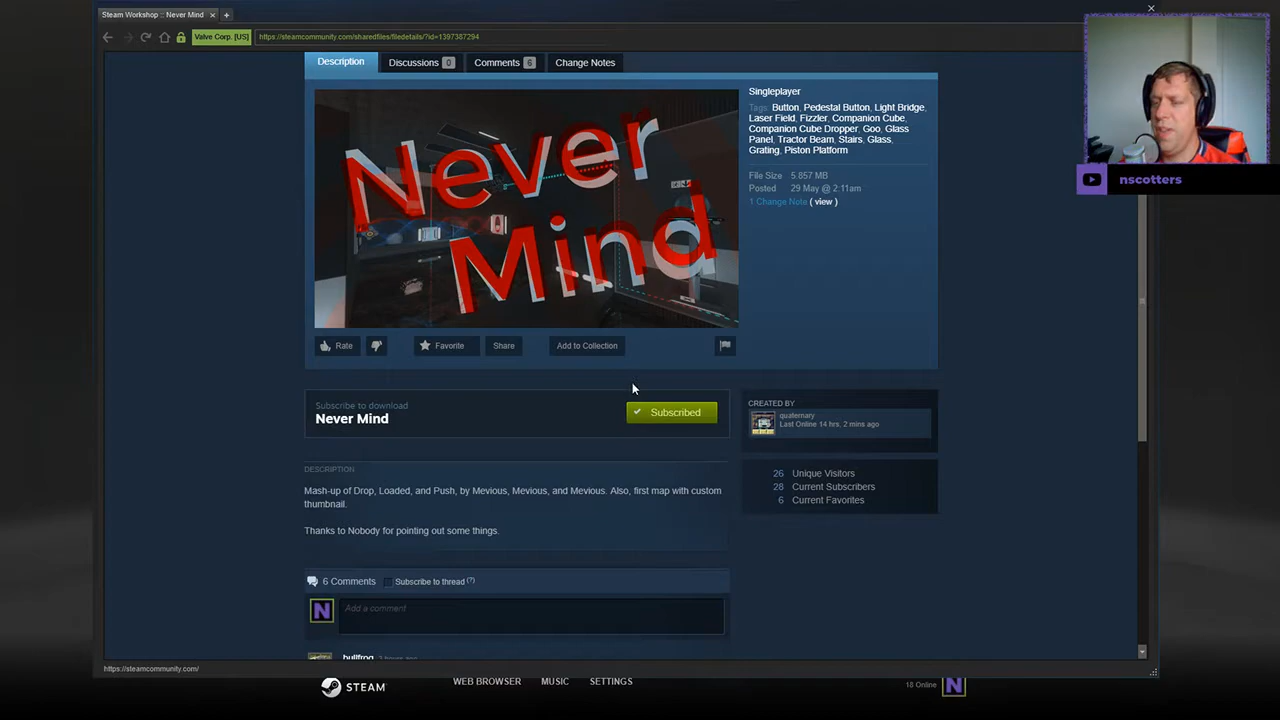 Steam Workshop :: Never Mind
Valve Corp. [US]
https://steamcommunity.com/sharedfiles/filedetails/?id=1397387294
Description
Discussions 0
Comments 6
Change Notes
Never
Mind
Singleplayer
Tags: Button, Pedestal Button, Light Bridge,
Laser Field, Fizzler, Companion Cube,
Companion Cube Dropper, Goo, Glass
Panel, Tractor Beam, Stairs, Glass,
Grating, Piston Platform
File Size 5.857 MB
Posted 29 May @ 2:11am
1 Change Note ( view )
nscotters
Rate
Favorite
Share
Add to Collection
Subscribe to download
Never Mind
Subscribed
CREATED BY
quaternary
Last Online 14 hrs, 2 mins ago
26 Unique Visitors
28 Current Subscribers
6 Current Favorites
DESCRIPTION
Mash-up of Drop, Loaded, and Push, by Mevious, Mevious, and Mevious. Also, first map with custom
thumbnail.
Thanks to Nobody for pointing out some things.
6 Comments
Subscribe to thread (?)
N
Add a comment
bullfrog 3 hours ago
https://steamcommunity.com/
STEAM
WEB BROWSER
MUSIC
SETTINGS
18 Online
N